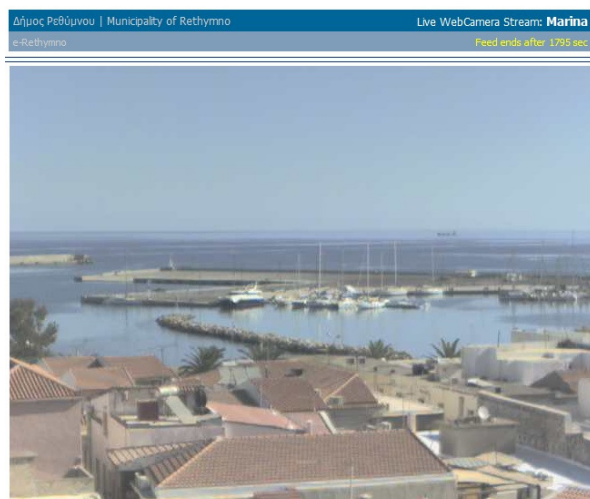 Δήμος Ρεθύμνου | Municipality of Rethymno Live WebCamera Stream: Marina
e-Rethymno Feed ends after 1795 sec